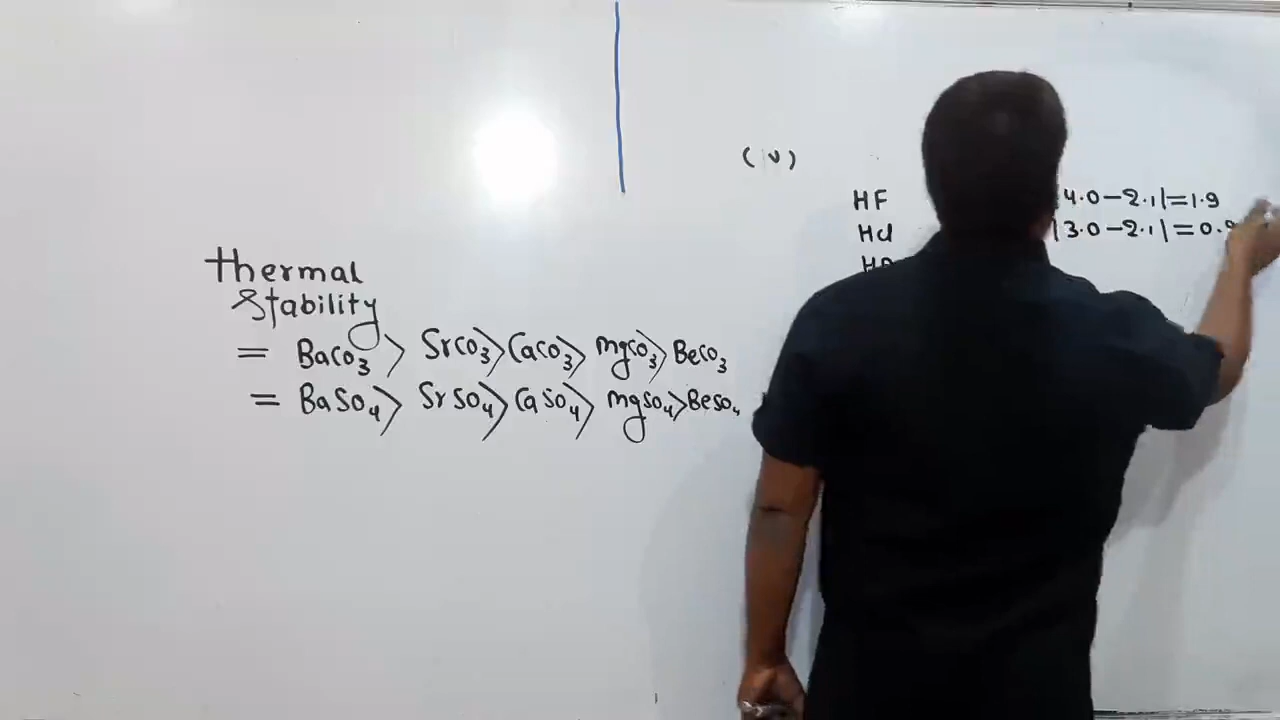 thermal
stability
= BaCO₃ > SrCO₃ > CaCO₃ > mgCO₃ > BeCO₃
= BaSO₄ > SrSO₄ > CaSO₄ > mgSO₄ > BeSO₄
(v)
HF |4.0−2.1|=1.9
HCl |3.0−2.1|=0.9